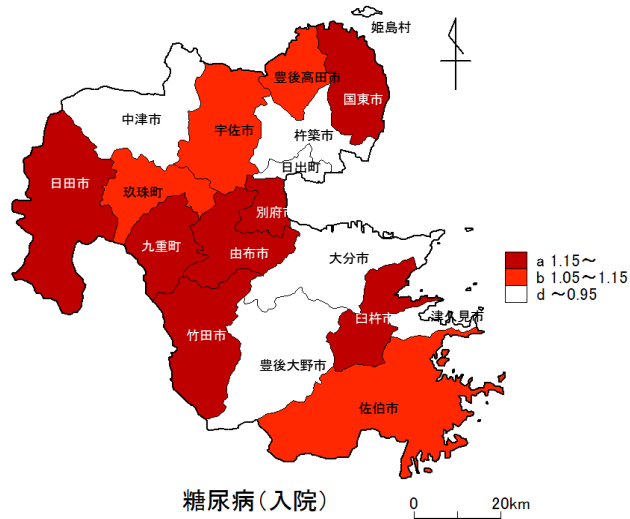 姫島村
豊後高田市
国東市
中津市
宇佐市
杵築市
日出町
日田市
玖珠町
別府市
九重町
由布市
大分市
a 1.15～
b 1.05～1.15
d ～0.95
臼杵市
津久見市
竹田市
豊後大野市
佐伯市
糖尿病(入院)
0 20km